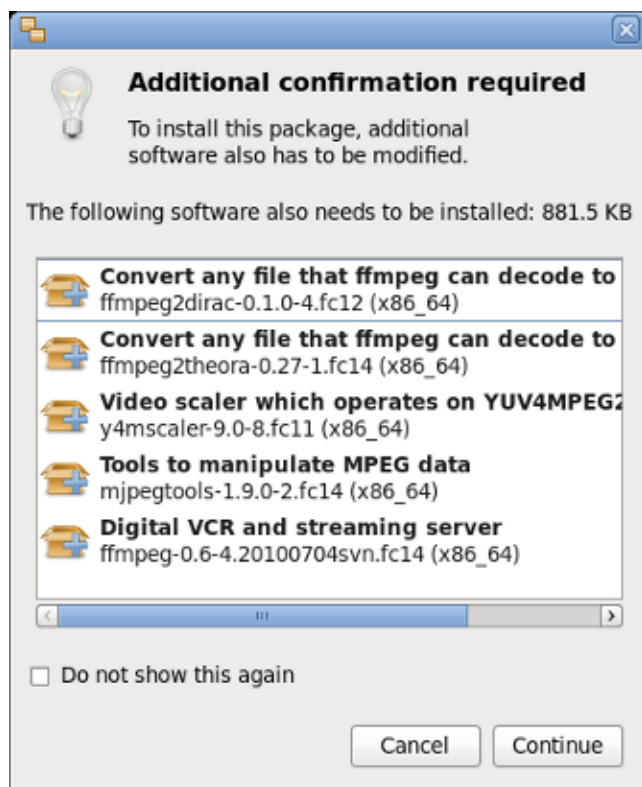 Additional confirmation required
To install this package, additional
software also has to be modified.
The following software also needs to be installed: 881.5 KB
Convert any file that ffmpeg can decode to
ffmpeg2dirac-0.1.0-4.fc12 (x86_64)
Convert any file that ffmpeg can decode to
ffmpeg2theora-0.27-1.fc14 (x86_64)
Video scaler which operates on YUV4MPEG2
y4mscaler-9.0-8.fc11 (x86_64)
Tools to manipulate MPEG data
mjpegtools-1.9.0-2.fc14 (x86_64)
Digital VCR and streaming server
ffmpeg-0.6-4.20100704svn.fc14 (x86_64)
Do not show this again
Cancel Continue